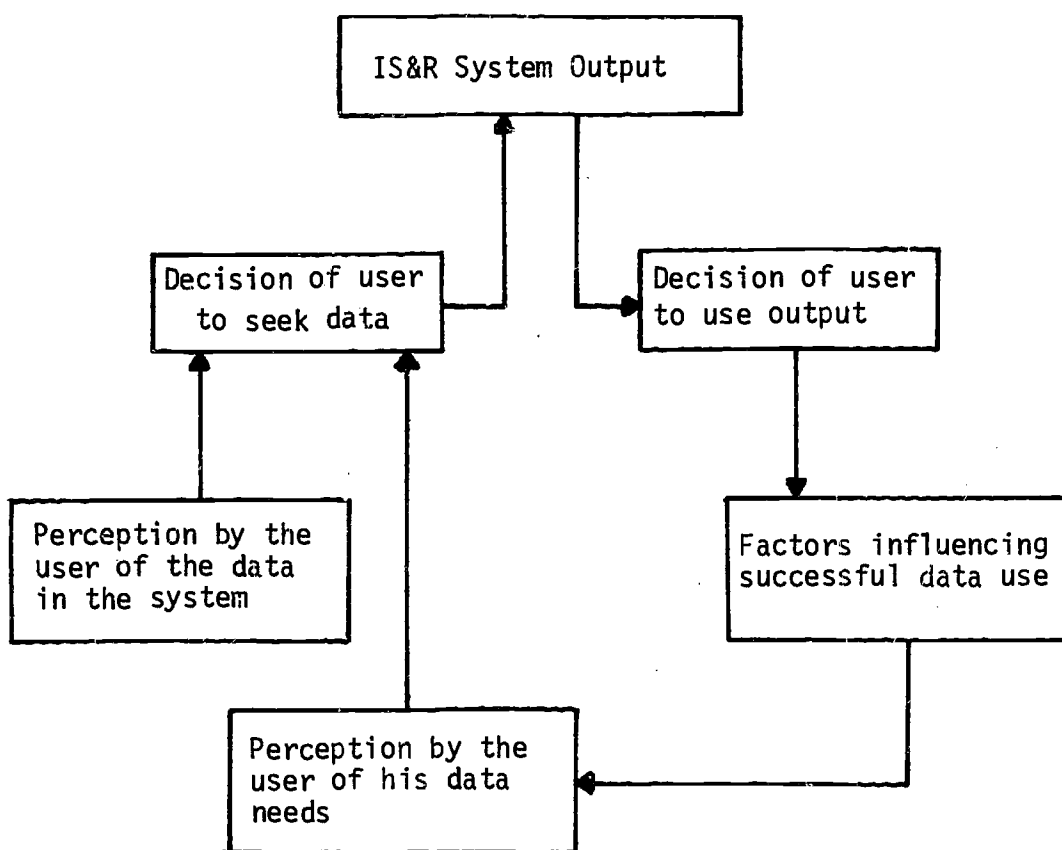 IS&R System Output
Decision of user
to seek data
Decision of user
to use output
Perception by the
user of the data
in the system
Factors influencing
successful data use
Perception by the
user of his data
needs